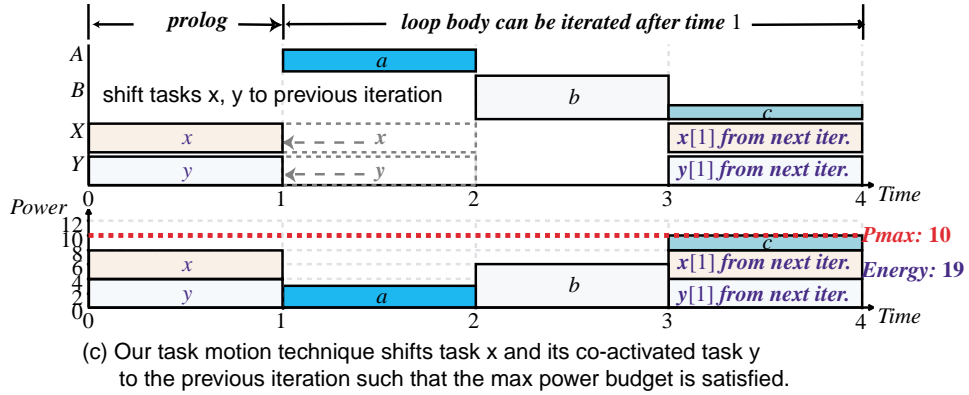 prolog
loop body can be iterated after time 1
A
a
B
b
shift tasks x, y to previous iteration
c
X
x
x
x[1] from next iter.
Y
y
y
y[1] from next iter.
0 1 2 3 4 Time
Power
12
10
8
6
4
2
0
c
Pmax: 10
x
x[1] from next iter.
Energy: 19
b
y
a
y[1] from next iter.
0 1 2 3 4 Time
(c) Our task motion technique shifts task x and its co-activated task y
to the previous iteration such that the max power budget is satisfied.